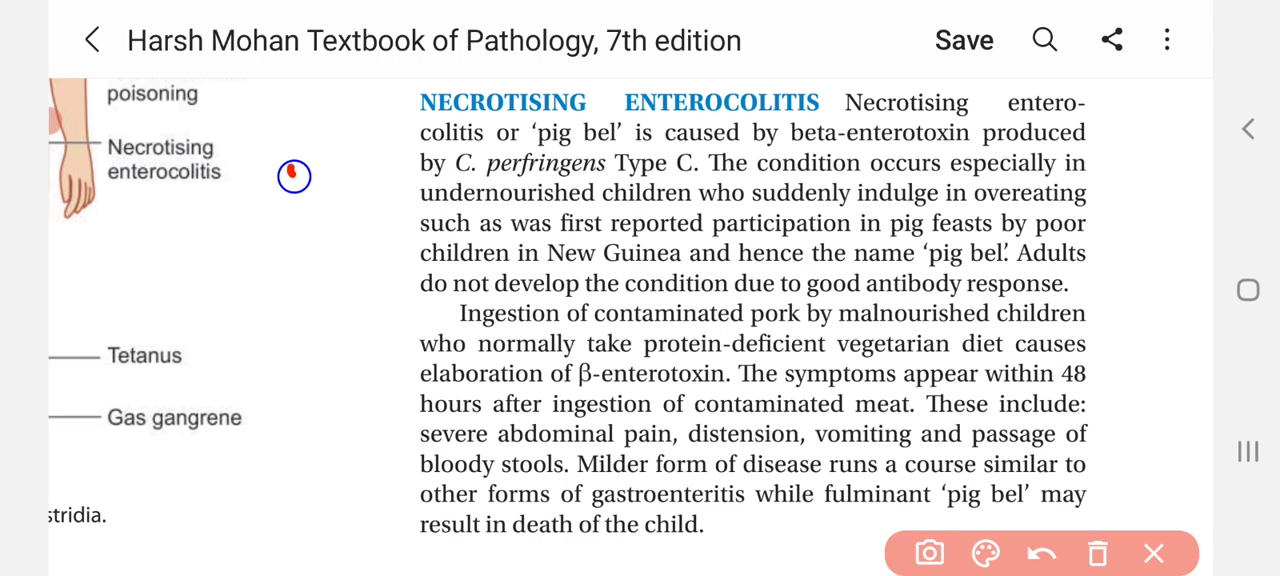 Harsh Mohan Textbook of Pathology, 7th edition
Save
poisoning
Necrotising
enterocolitis
Tetanus
Gas gangrene
stridia.
NECROTISING ENTEROCOLITIS Necrotising entero-
colitis or ‘pig bel’ is caused by beta-enterotoxin produced
by C. perfringens Type C. The condition occurs especially in
undernourished children who suddenly indulge in overeating
such as was first reported participation in pig feasts by poor
children in New Guinea and hence the name ‘pig bel’. Adults
do not develop the condition due to good antibody response.
Ingestion of contaminated pork by malnourished children
who normally take protein-deficient vegetarian diet causes
elaboration of β-enterotoxin. The symptoms appear within 48
hours after ingestion of contaminated meat. These include:
severe abdominal pain, distension, vomiting and passage of
bloody stools. Milder form of disease runs a course similar to
other forms of gastroenteritis while fulminant ‘pig bel’ may
result in death of the child.